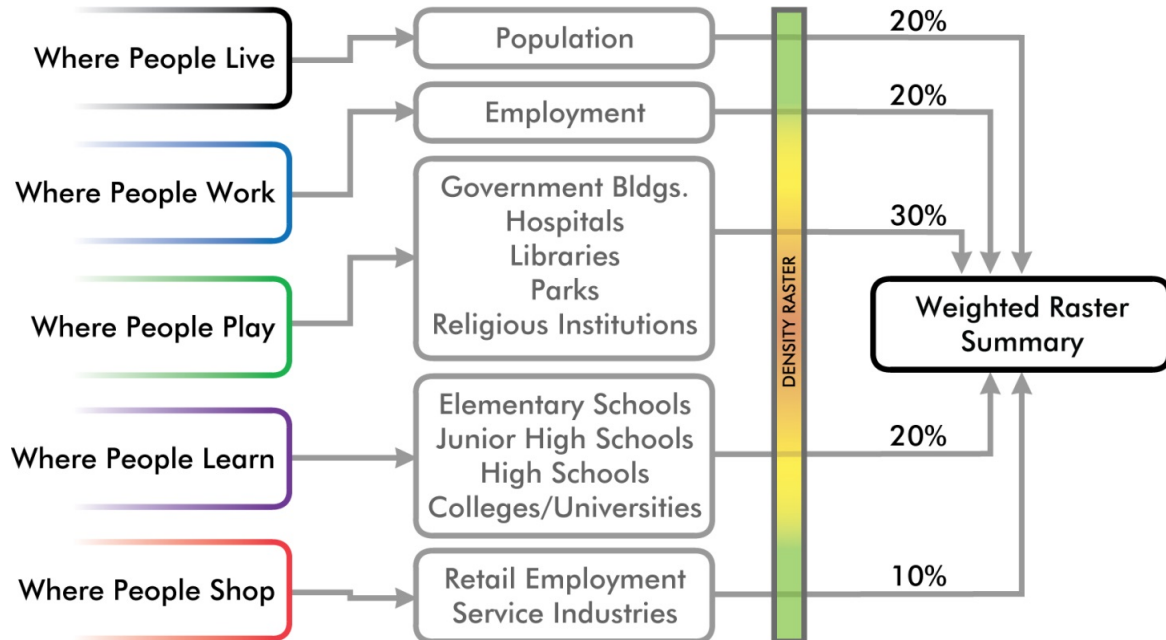 Where People Live
Population
20%
Where People Work
Employment
20%
Where People Play
Government Bldgs.
Hospitals
Libraries
Parks
Religious Institutions
30%
Where People Learn
Elementary Schools
Junior High Schools
High Schools
Colleges/Universities
20%
Where People Shop
Retail Employment
Service Industries
10%
DENSITY RASTER
Weighted Raster
Summary